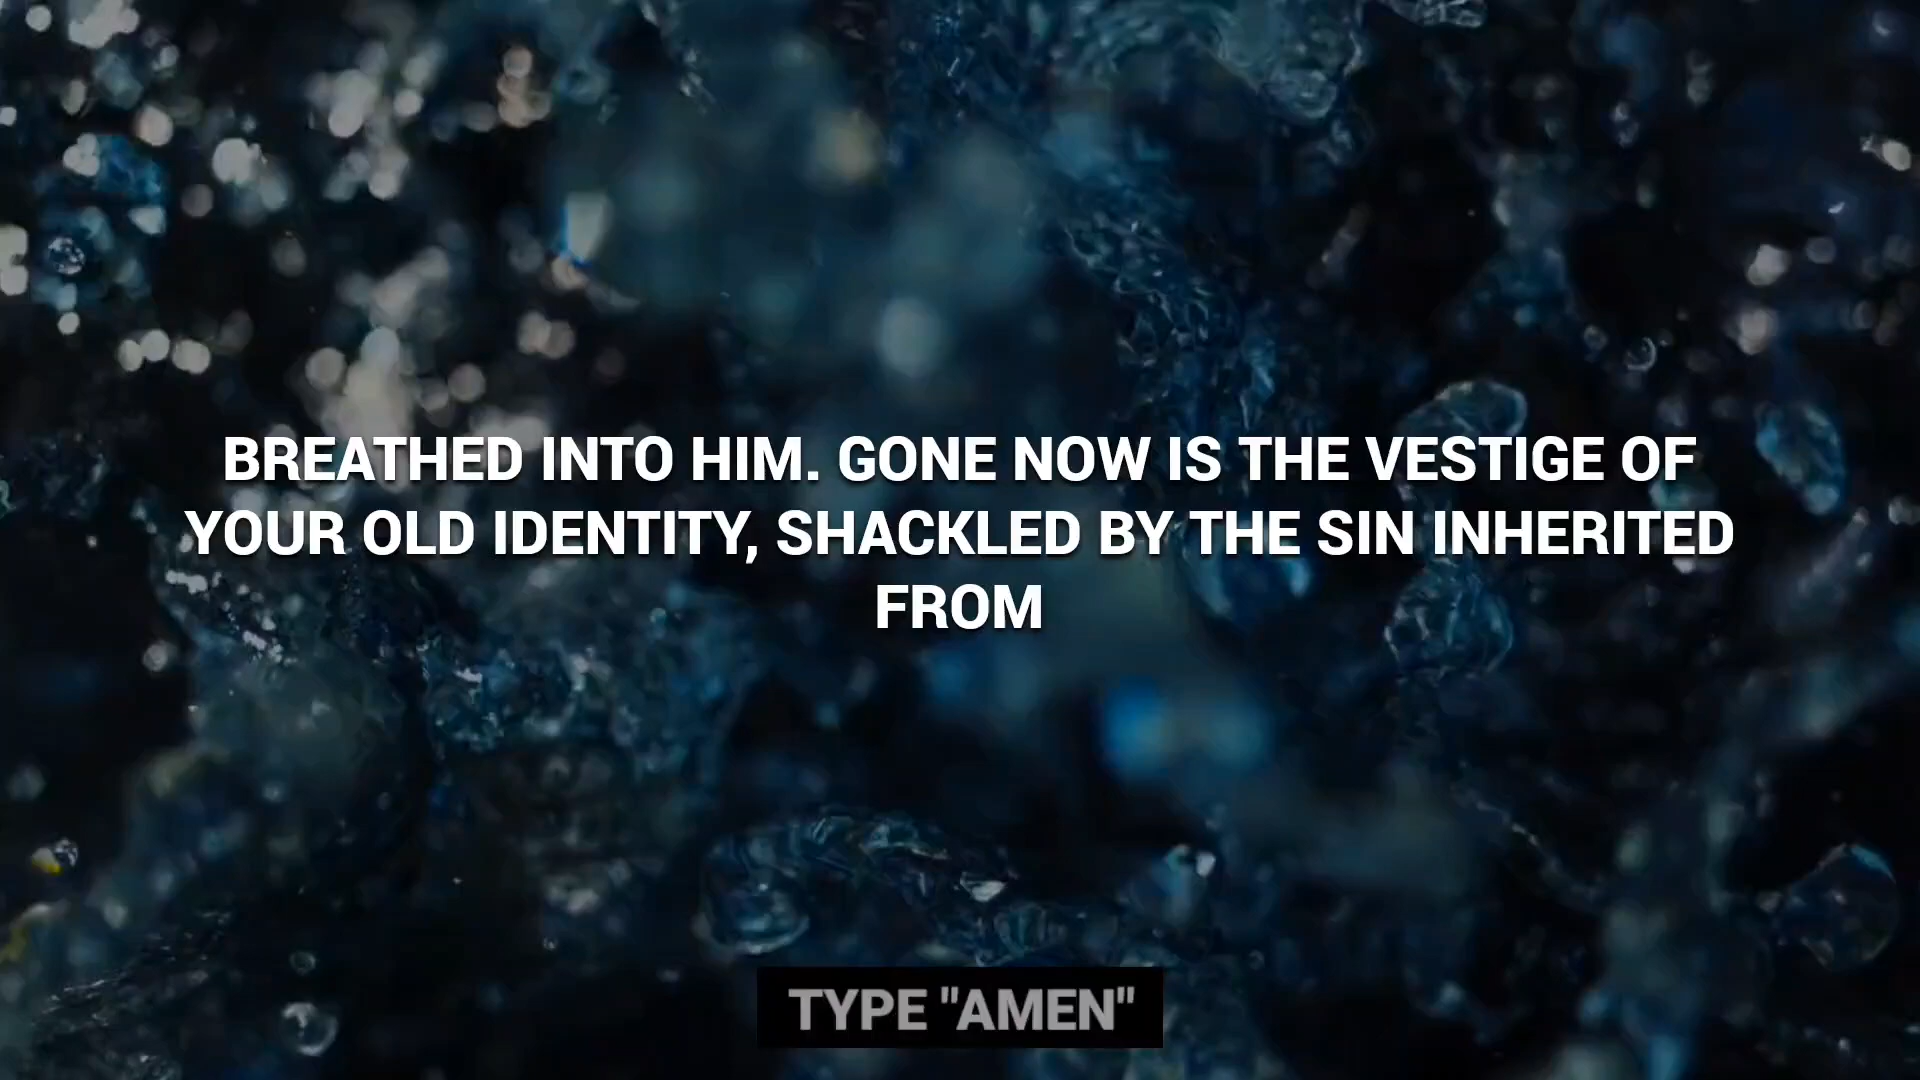 BREATHED INTO HIM. GONE NOW IS THE VESTIGE OF
YOUR OLD IDENTITY, SHACKLED BY THE SIN INHERITED
FROM
TYPE "AMEN"